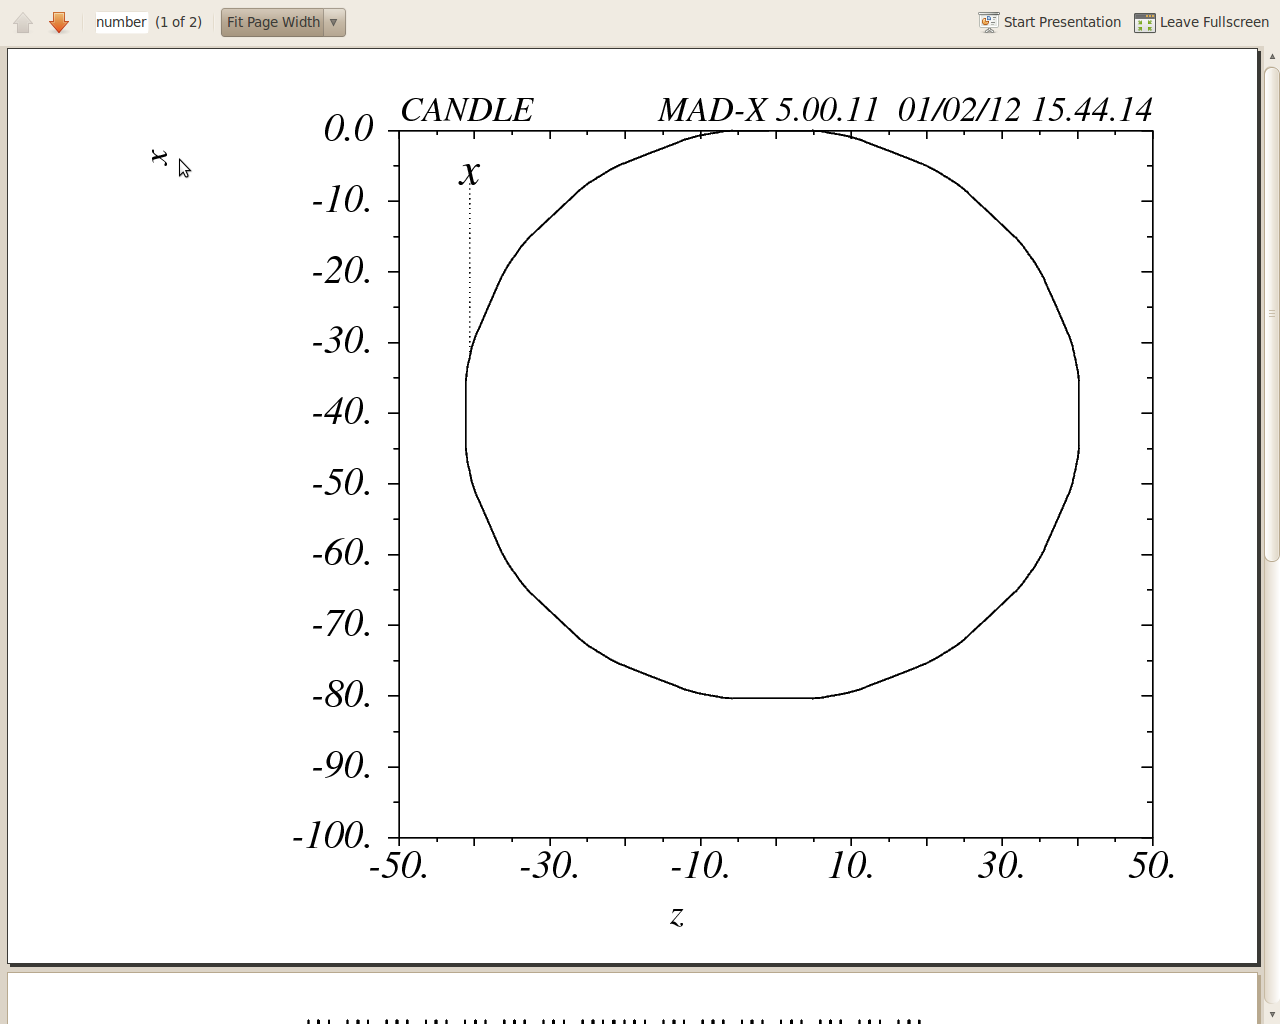 number (1 of 2) Fit Page Width Start Presentation Leave Fullscreen
CANDLE MAD-X 5.00.11 01/02/12 15.44.14
x
x
0.0
-10.
-20.
-30.
-40.
-50.
-60.
-70.
-80.
-90.
-100.
-50. -30. -10. 10. 30. 50.
z